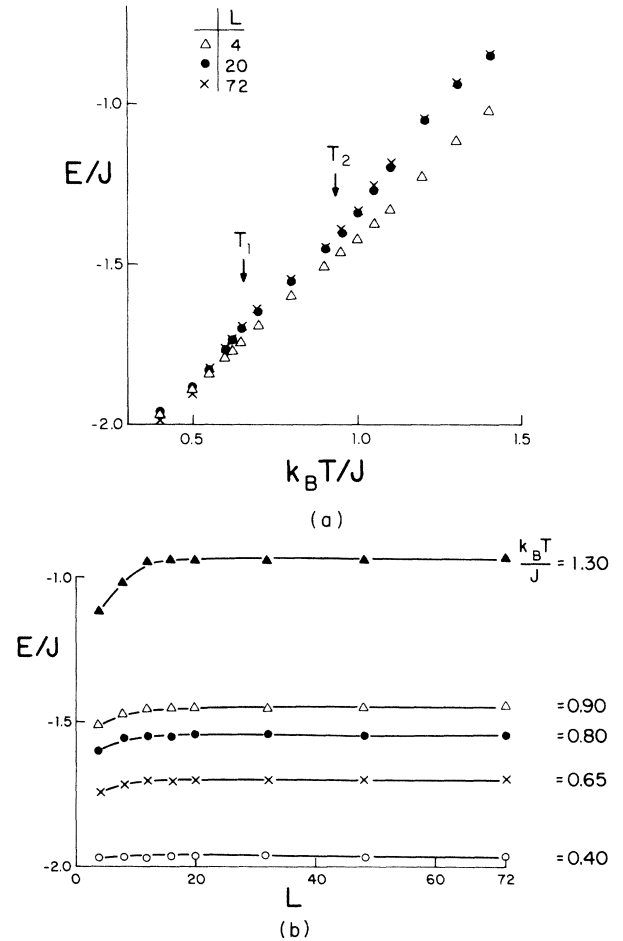 L
△ 4
● 20
× 72
-1.0
E/J
T₂
-1.5
T₁
-2.0
0.5 1.0 1.5
k_BT/J
(a)
k_BT/J = 1.30
-1.0
E/J
= 0.90
-1.5
= 0.80
= 0.65
= 0.40
-2.0
0 20 40 60 72
L
(b)